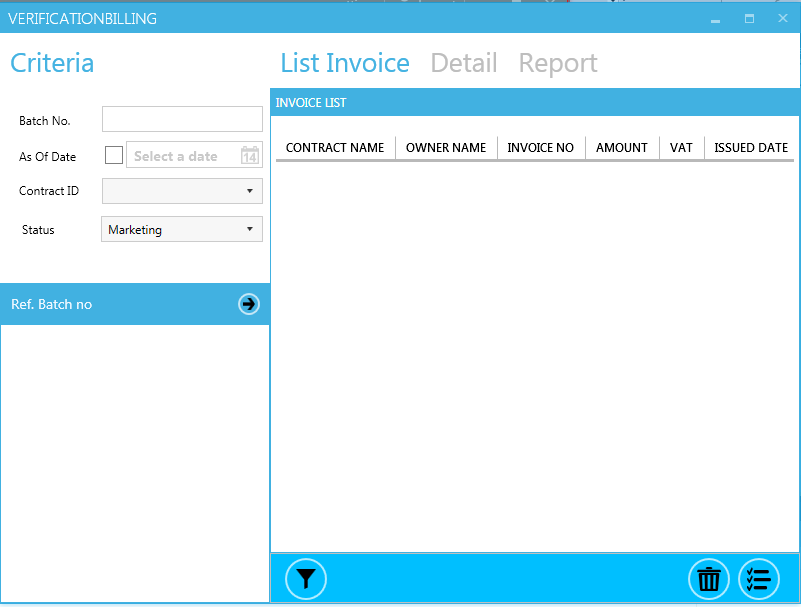 VERIFICATIONBILLING
Criteria
Batch No.
As Of Date
Select a date
14
Contract ID
Status
Marketing
Ref. Batch no
List Invoice Detail Report
INVOICE LIST
CONTRACT NAME OWNER NAME INVOICE NO AMOUNT VAT ISSUED DATE